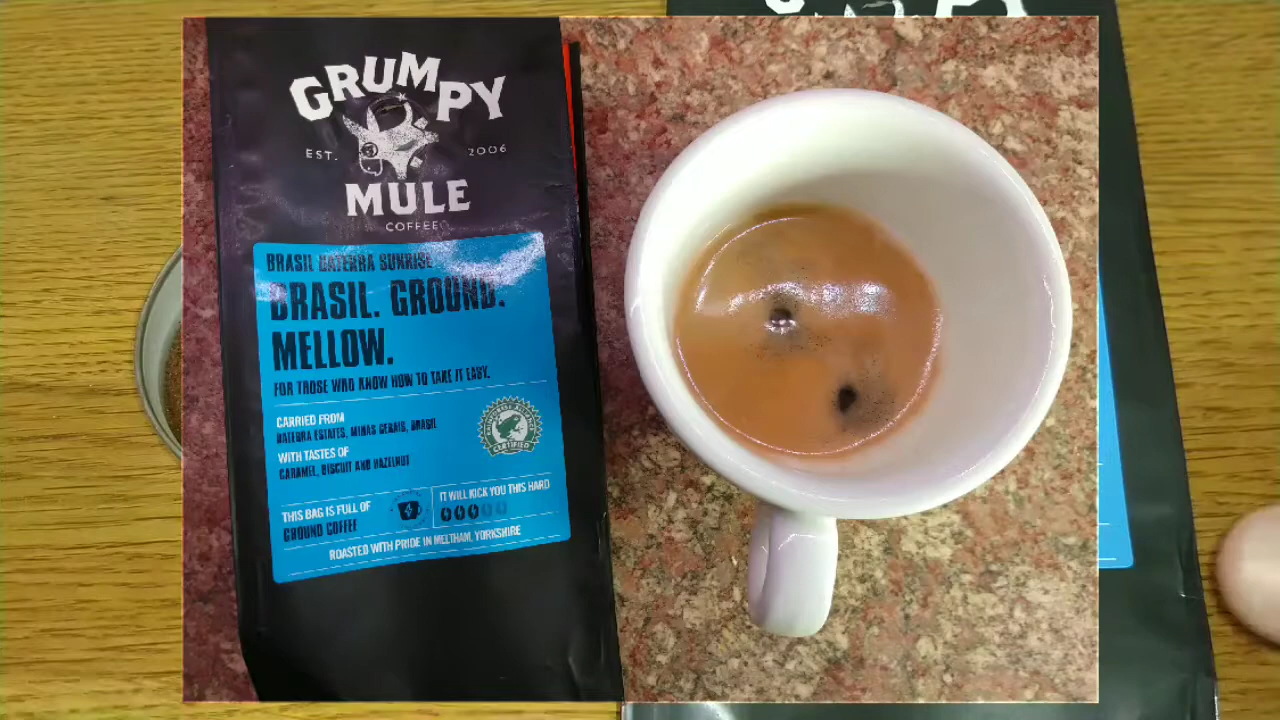 GRUMPY
EST. 2006
MULE
COFFEE
BRASIL DATERRA SUNRISE
BRASIL. GROUND.
MELLOW.
FOR THOSE WHO KNOW HOW TO TAKE IT EASY.
CARRIED FROM
DATERRA ESTATES, MINAS GERAIS, BRASIL
WITH TASTES OF
CARAMEL, BISCUIT AND HAZELNUT
CERTIFIED
THIS BAG IS FULL OF
GROUND COFFEE
IT WILL KICK YOU THIS HARD
ROASTED WITH PRIDE IN MELTHAM, YORKSHIRE